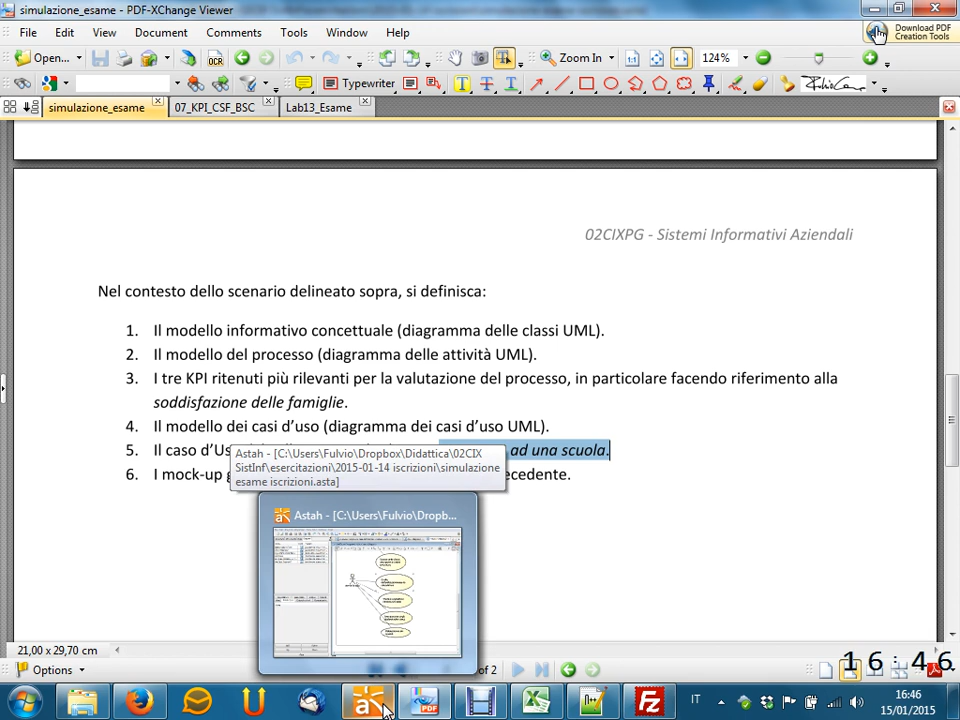 simulazione_esame - PDF-XChange Viewer
File Edit View Document Comments Tools Window Help
Download PDF
Creation Tools
Open... OCR Zoom In 124%
Typewriter
simulazione_esame 07_KPI_CSF_BSC Lab13_Esame
02CIXPG - Sistemi Informativi Aziendali
Nel contesto dello scenario delineato sopra, si definisca:
1. Il modello informativo concettuale (diagramma delle classi UML).
2. Il modello del processo (diagramma delle attività UML).
3. I tre KPI ritenuti più rilevanti per la valutazione del processo, in particolare facendo riferimento alla
soddisfazione delle famiglie.
4. Il modello dei casi d'uso (diagramma dei casi d'uso UML).
5. Il caso d'Us ad una scuola.
6. I mock-up ecedente.
Astah - [C:\Users\Fulvio\Dropbox\Didattica\02CIX
SistInf\esercitazioni\2015-01-14 iscrizioni\simulazione
esame iscrizioni.asta]
Astah - [C:\Users\Fulvio\Dropb...
21,00 x 29,70 cm
Options of 2
16:46
IT 16:46
15/01/2015